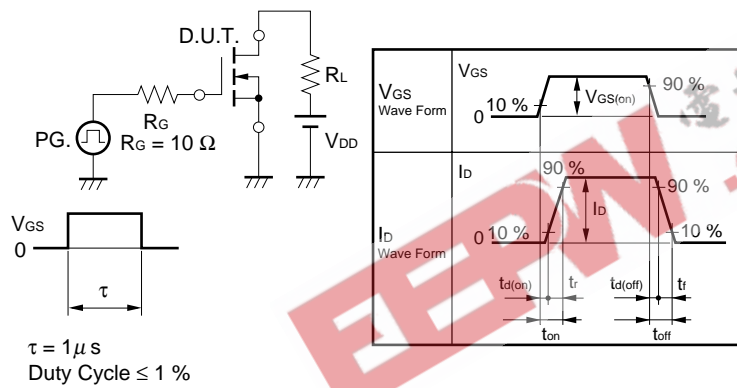 D.U.T.
RL
RG
PG.
RG = 10 Ω
VDD
VGS
0
τ
τ = 1μ s
Duty Cycle ≤ 1 %
VGS
Wave Form
VGS
10 %
0
VGS(on)
90 %
ID
Wave Form
ID
90 %
0
10 %
ID
90 %
10 %
td(on)
tr
td(off)
tf
ton
toff
EEPW.